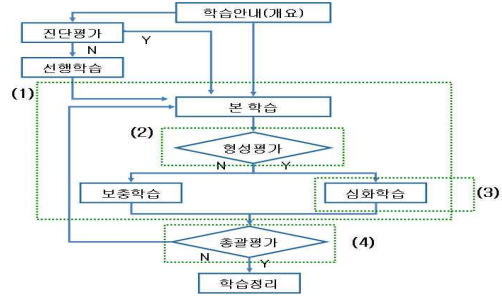 학습안내(개요)
진단평가
Y
N
선행학습
(1)
본 학습
(2)
형성평가
N
Y
보충학습
심화학습
(3)
총괄평가
(4)
N
Y
학습정리